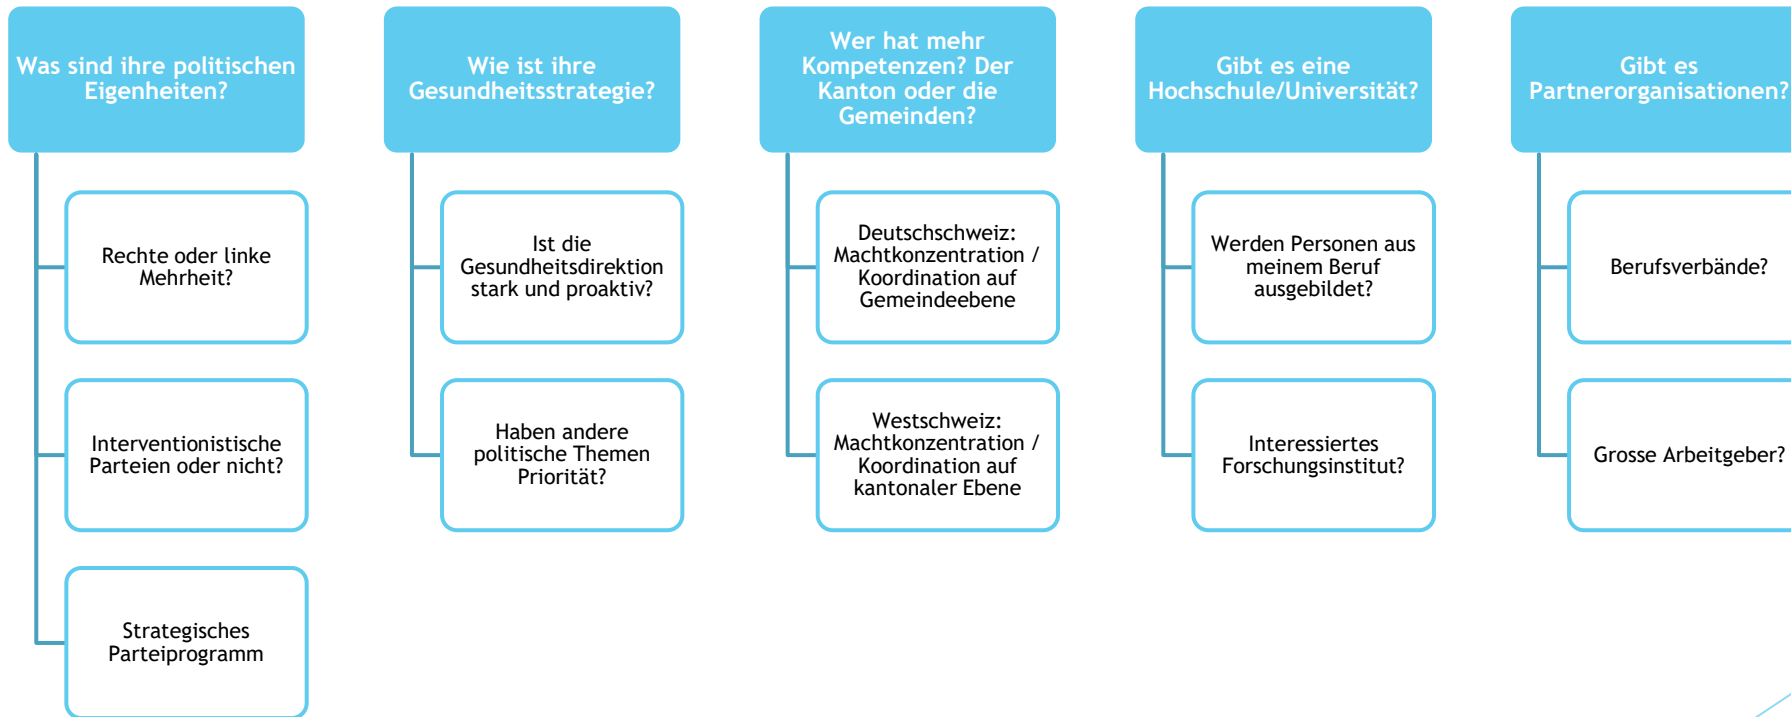 Was sind ihre politischen
Eigenheiten?
Rechte oder linke
Mehrheit?
Interventionistische
Parteien oder nicht?
Strategisches
Parteiprogramm
Wie ist ihre
Gesundheitsstrategie?
Ist die
Gesundheitsdirektion
stark und proaktiv?
Haben andere
politische Themen
Priorität?
Wer hat mehr
Kompetenzen? Der
Kanton oder die
Gemeinden?
Deutschschweiz:
Machtkonzentration /
Koordination auf
Gemeindeebene
Westschweiz:
Machtkonzentration /
Koordination auf
kantonaler Ebene
Gibt es eine
Hochschule/Universität?
Werden Personen aus
meinem Beruf
ausgebildet?
Interessiertes
Forschungsinstitut?
Gibt es
Partnerorganisationen?
Berufsverbände?
Grosse Arbeitgeber?